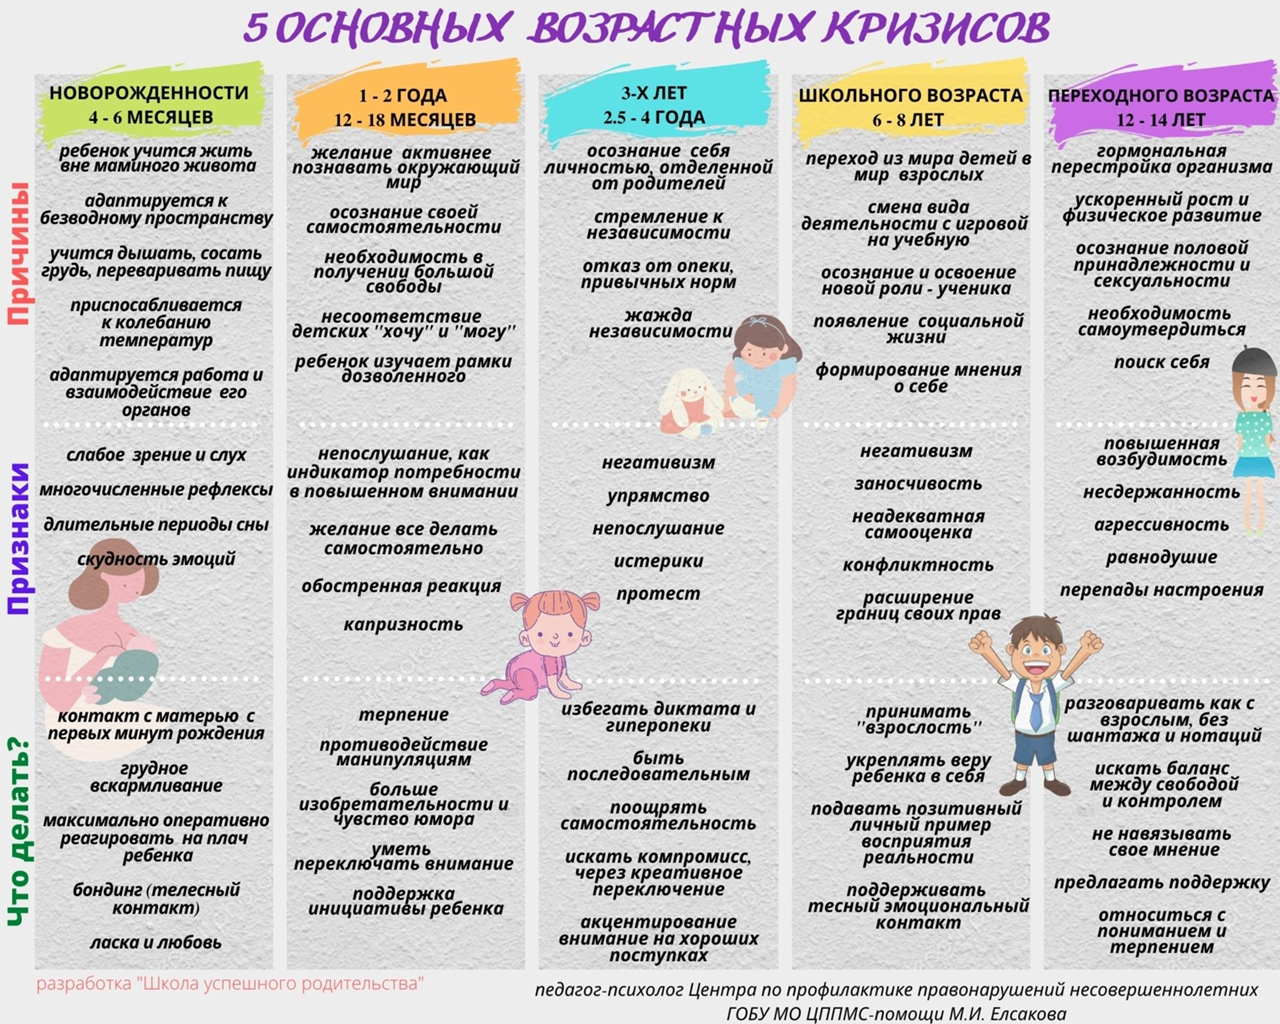 5 ОСНОВНЫХ ВОЗРАСТНЫХ КРИЗИСОВ
НОВОРОЖДЕННОСТИ
4 - 6 МЕСЯЦЕВ
1 - 2 ГОДА
12 - 18 МЕСЯЦЕВ
3-Х ЛЕТ
2.5 - 4 ГОДА
ШКОЛЬНОГО ВОЗРАСТА
6 - 8 ЛЕТ
ПЕРЕХОДНОГО ВОЗРАСТА
12 - 14 ЛЕТ
Причины
ребенок учится жить
вне маминого живота
адаптируется к
безводному пространству
учится дышать, сосать
грудь, переваривать пищу
приспосабливается
к колебанию
температур
адаптируется работа и
взаимодействие его
органов
желание активнее
познавать окружающий
мир
осознание своей
самостоятельности
необходимость в
получении большой
свободы
несоответствие
детских "хочу" и "могу"
ребенок изучает рамки
дозволенного
осознание себя
личностью, отделенной
от родителей
стремление к
независимости
отказ от опеки,
привычных норм
жажда
независимости
переход из мира детей в
мир взрослых
смена вида
деятельности с игровой
на учебную
осознание и освоение
новой роли - ученика
появление социальной
жизни
формирование мнения
о себе
гормональная
перестройка организма
ускоренный рост и
физическое развитие
осознание половой
принадлежности и
сексуальности
необходимость
самоутвердиться
поиск себя
Признаки
слабое зрение и слух
многочисленные рефлексы
длительные периоды сны
скудность эмоций
непослушание, как
индикатор потребности
в повышенном внимании
желание все делать
самостоятельно
обостренная реакция
капризность
негативизм
упрямство
непослушание
истерики
протест
негативизм
заносчивость
неадекватная
самооценка
конфликтность
расширение
границ своих прав
повышенная
возбудимость
несдержанность
агрессивность
равнодушие
перепады настроения
Что делать?
контакт с матерью с
первых минут рождения
грудное
вскармливание
максимально оперативно
реагировать на плач
ребенка
бондинг (телесный
контакт)
ласка и любовь
терпение
противодействие
манипуляциям
больше
изобретательности и
чувство юмора
уметь
переключать внимание
поддержка
инициативы ребенка
избегать диктата и
гиперопеки
быть
последовательным
поощрять
самостоятельность
искать компромисс,
через креативное
переключение
акцентирование
внимание на хороших
поступках
принимать
"взрослость"
укреплять веру
ребенка в себя
подавать позитивный
личный пример
восприятия
реальности
поддерживать
тесный эмоциональный
контакт
разговаривать как с
взрослым, без
шантажа и нотаций
искать баланс
между свободой
и контролем
не навязывать
свое мнение
предлагать поддержку
относиться с
пониманием и
терпением
разработка "Школа успешного родительства"
педагог-психолог Центра по профилактике правонарушений несовершеннолетних
ГОБУ МО ЦППМС-помощи М.И. Елсакова